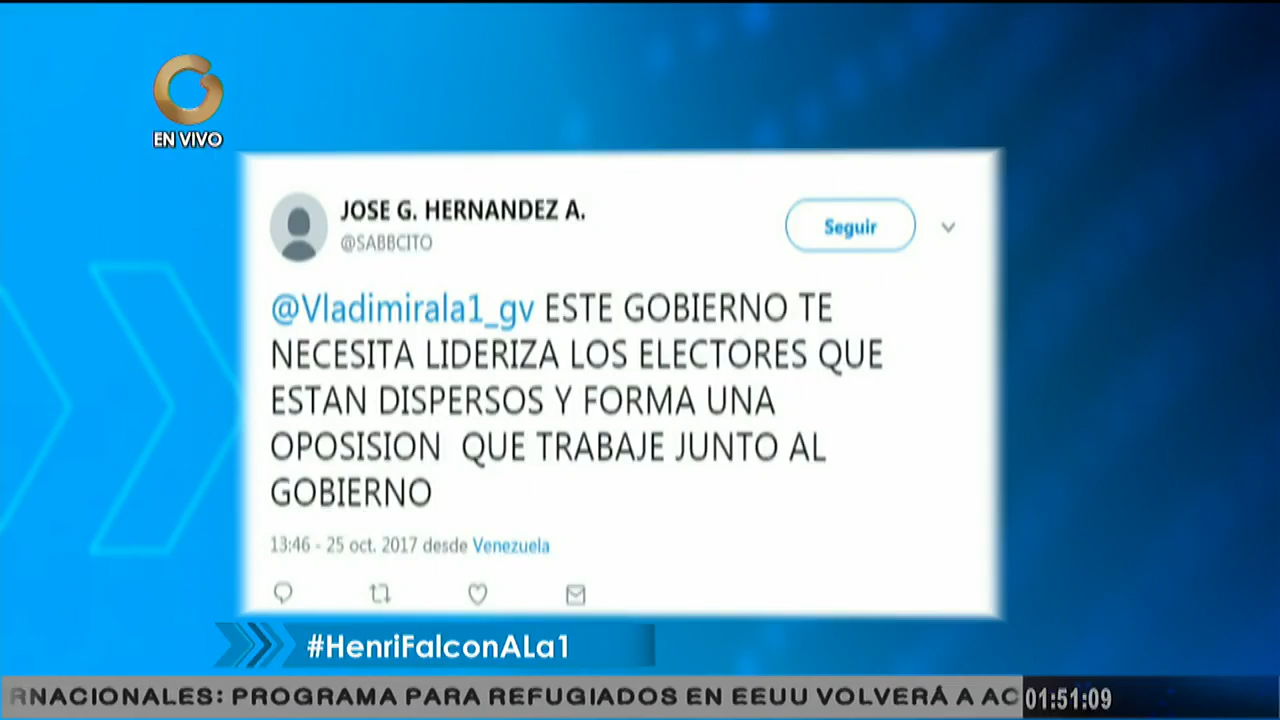 EN VIVO
JOSE G. HERNANDEZ A.
@SABBCITO
Seguir
@Vladimirala1_gv ESTE GOBIERNO TE
NECESITA LIDERIZA LOS ELECTORES QUE
ESTAN DISPERSOS Y FORMA UNA
OPOSISION QUE TRABAJE JUNTO AL
GOBIERNO
13:46 - 25 oct. 2017 desde Venezuela
#HenriFalconALa1
RNACIONALES: PROGRAMA PARA REFUGIADOS EN EEUU VOLVERÁ A AC
01:51:09